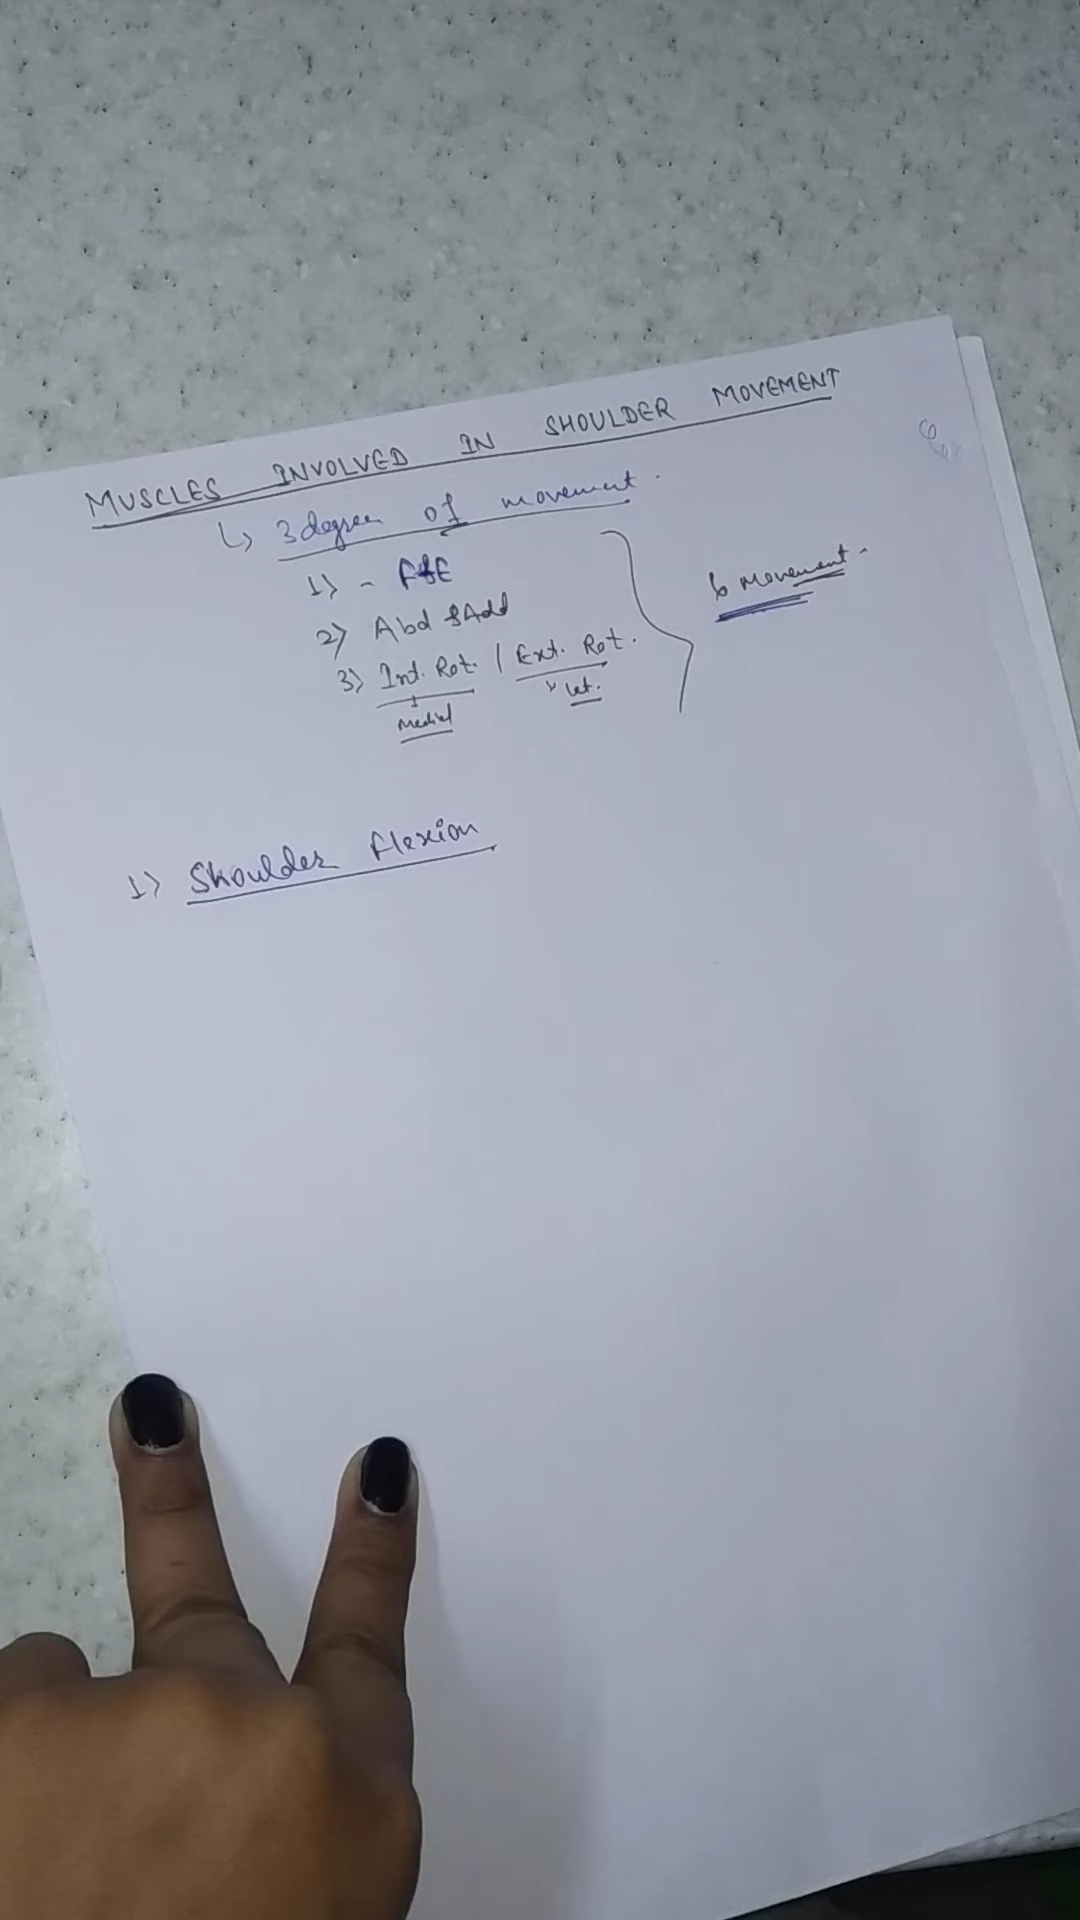 MUSCLES INVOLVED IN SHOULDER MOVEMENT
↳ 3 degree of movement.
1) - F&E
2) Abd & Add
3) Int. Rot. / Ext. Rot.
Medial
Lat.
6 Movement.
1) Shoulder Flexion